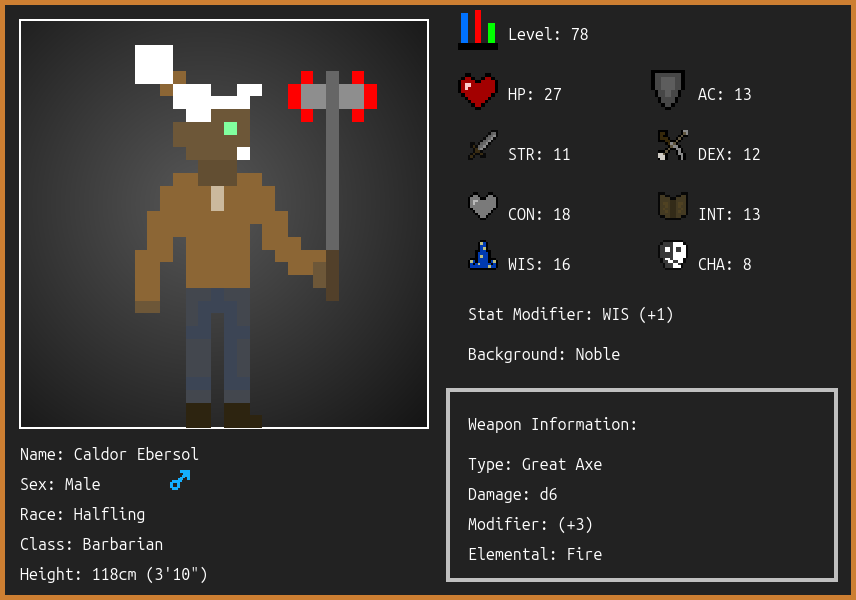 Level: 78
HP: 27
AC: 13
STR: 11
DEX: 12
CON: 18
INT: 13
WIS: 16
CHA: 8
Stat Modifier: WIS (+1)
Background: Noble
Weapon Information:
Type: Great Axe
Damage: d6
Modifier: (+3)
Elemental: Fire
Name: Caldor Ebersol
Sex: Male
Race: Halfling
Class: Barbarian
Height: 118cm (3'10")